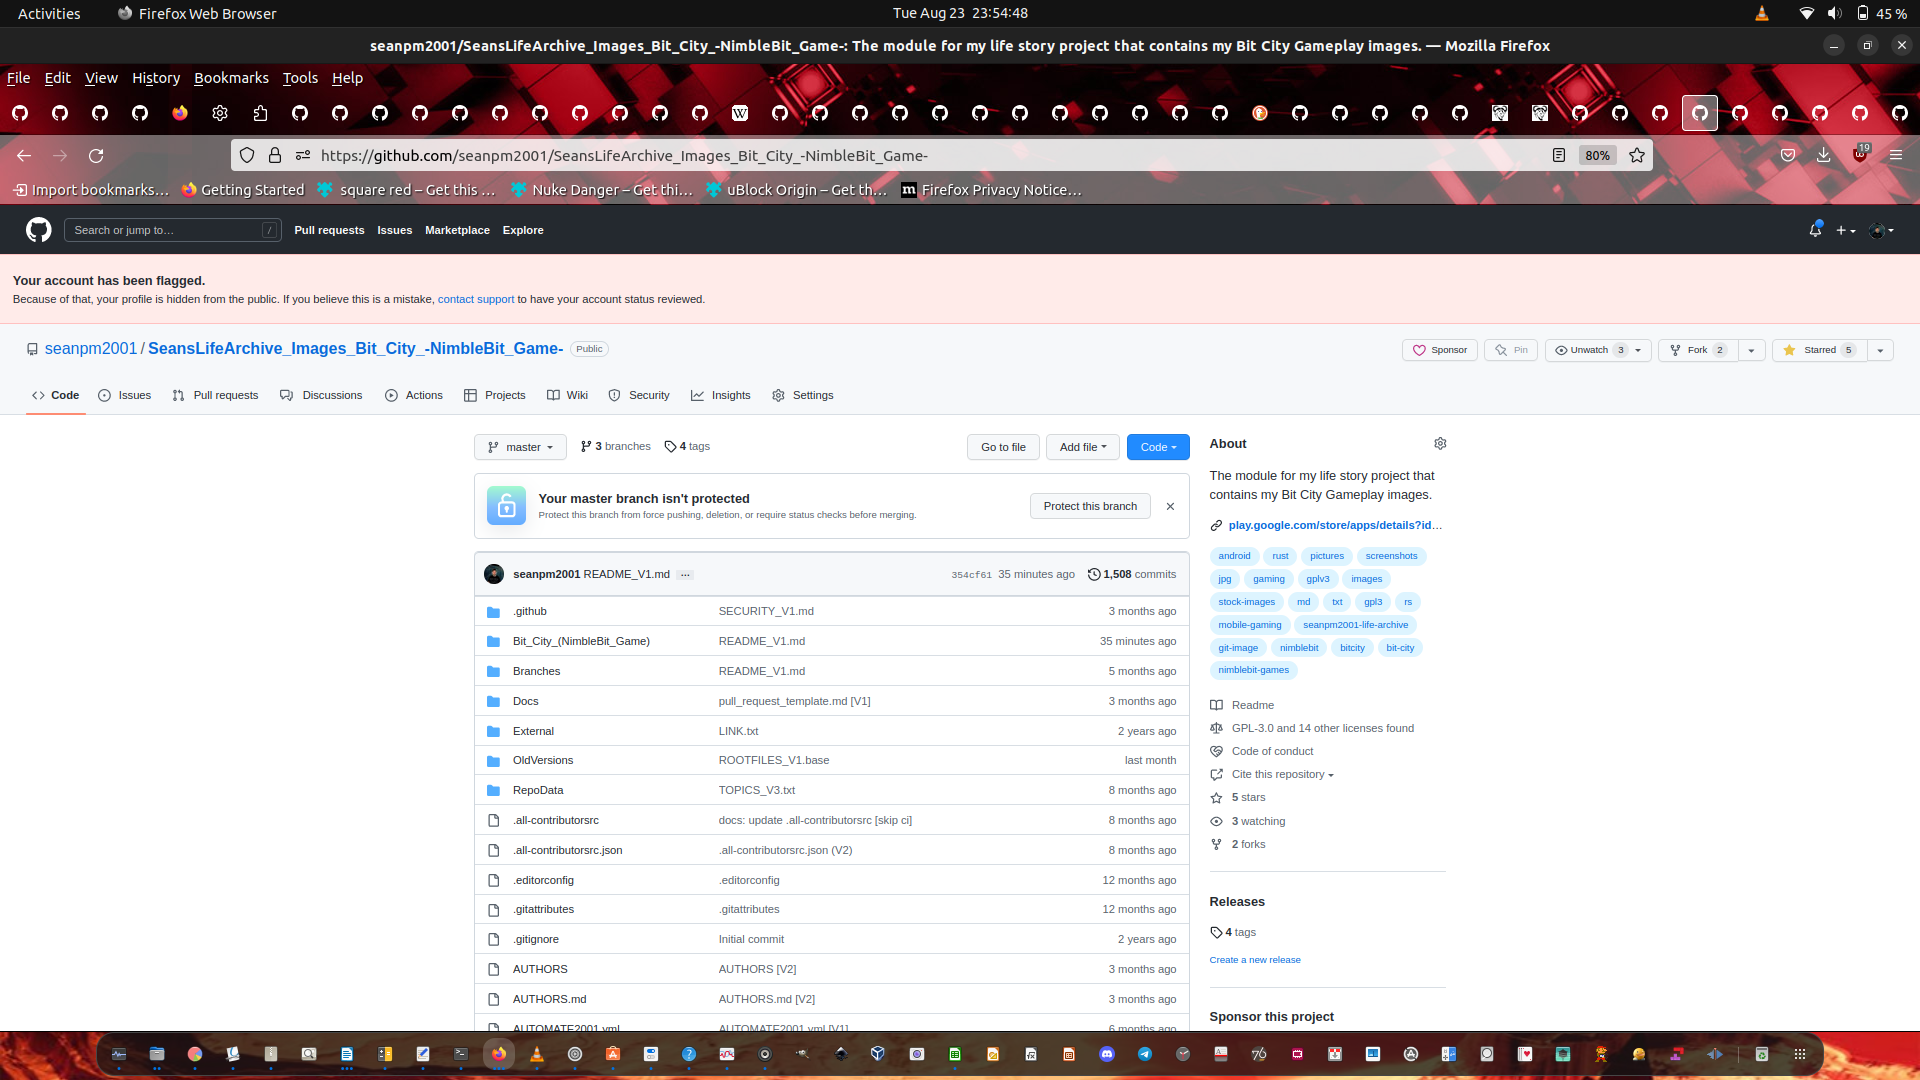 Activities
Firefox Web Browser
Tue Aug 23 23:54:48
45 %
seanpm2001/SeansLifeArchive_Images_Bit_City_-NimbleBit_Game-: The module for my life story project that contains my Bit City Gameplay images. — Mozilla Firefox
File Edit View History Bookmarks Tools Help
https://github.com/seanpm2001/SeansLifeArchive_Images_Bit_City_-NimbleBit_Game-
80%
19
Import bookmarks…
Getting Started
square red – Get this …
Nuke Danger – Get thi…
uBlock Origin – Get th…
Firefox Privacy Notice…
Search or jump to…
/
Pull requests
Issues
Marketplace
Explore
Your account has been flagged.
Because of that, your profile is hidden from the public. If you believe this is a mistake, contact support to have your account status reviewed.
seanpm2001 / SeansLifeArchive_Images_Bit_City_-NimbleBit_Game-
Public
Sponsor
Pin
Unwatch 3
Fork 2
Starred 5
Code
Issues
Pull requests
Discussions
Actions
Projects
Wiki
Security
Insights
Settings
master
3 branches
4 tags
Go to file
Add file
Code
Your master branch isn't protected
Protect this branch from force pushing, deletion, or require status checks before merging.
Protect this branch
seanpm2001 README_V1.md
…
354cf61 35 minutes ago
1,508 commits
.github SECURITY_V1.md 3 months ago
Bit_City_(NimbleBit_Game) README_V1.md 35 minutes ago
Branches README_V1.md 5 months ago
Docs pull_request_template.md [V1] 3 months ago
External LINK.txt 2 years ago
OldVersions ROOTFILES_V1.base last month
RepoData TOPICS_V3.txt 8 months ago
.all-contributorsrc docs: update .all-contributorsrc [skip ci] 8 months ago
.all-contributorsrc.json .all-contributorsrc.json (V2) 8 months ago
.editorconfig .editorconfig 12 months ago
.gitattributes .gitattributes 12 months ago
.gitignore Initial commit 2 years ago
AUTHORS AUTHORS [V2] 3 months ago
AUTHORS.md AUTHORS.md [V2] 3 months ago
AUTOMATE2001.yml AUTOMATE2001.yml [V1] 6 months ago
About
The module for my life story project that
contains my Bit City Gameplay images.
play.google.com/store/apps/details?id…
android rust pictures screenshots
jpg gaming gplv3 images
stock-images md txt gpl3 rs
mobile-gaming seanpm2001-life-archive
git-image nimblebit bitcity bit-city
nimblebit-games
Readme
GPL-3.0 and 14 other licenses found
Code of conduct
Cite this repository
5 stars
3 watching
2 forks
Releases
4 tags
Create a new release
Sponsor this project